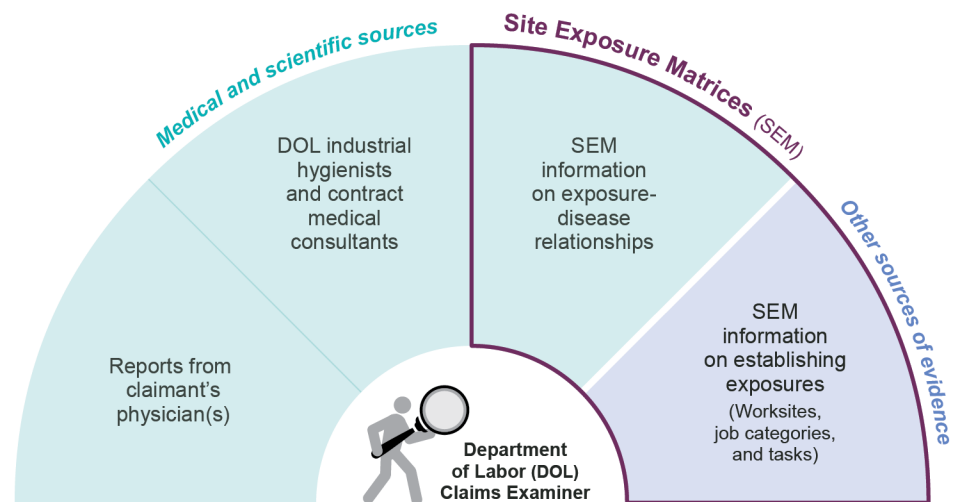 Medical and scientific sources
Site Exposure Matrices (SEM)
Other sources of evidence
Reports from
claimant's
physician(s)
DOL industrial
hygienists
and contract
medical
consultants
SEM
information
on exposure-
disease
relationships
SEM
information
on establishing
exposures
(Worksites,
job categories,
and tasks)
Department
of Labor (DOL)
Claims Examiner